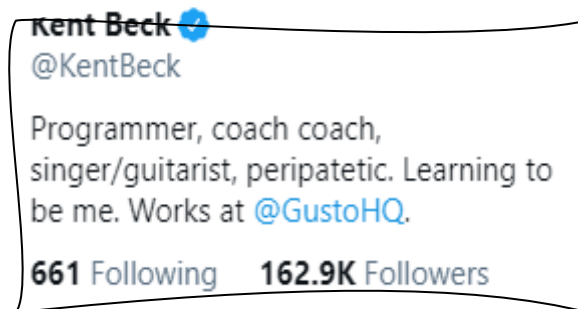 Kent Beck
@KentBeck
Programmer, coach coach,
singer/guitarist, peripatetic. Learning to
be me. Works at @GustoHQ.
661 Following 162.9K Followers